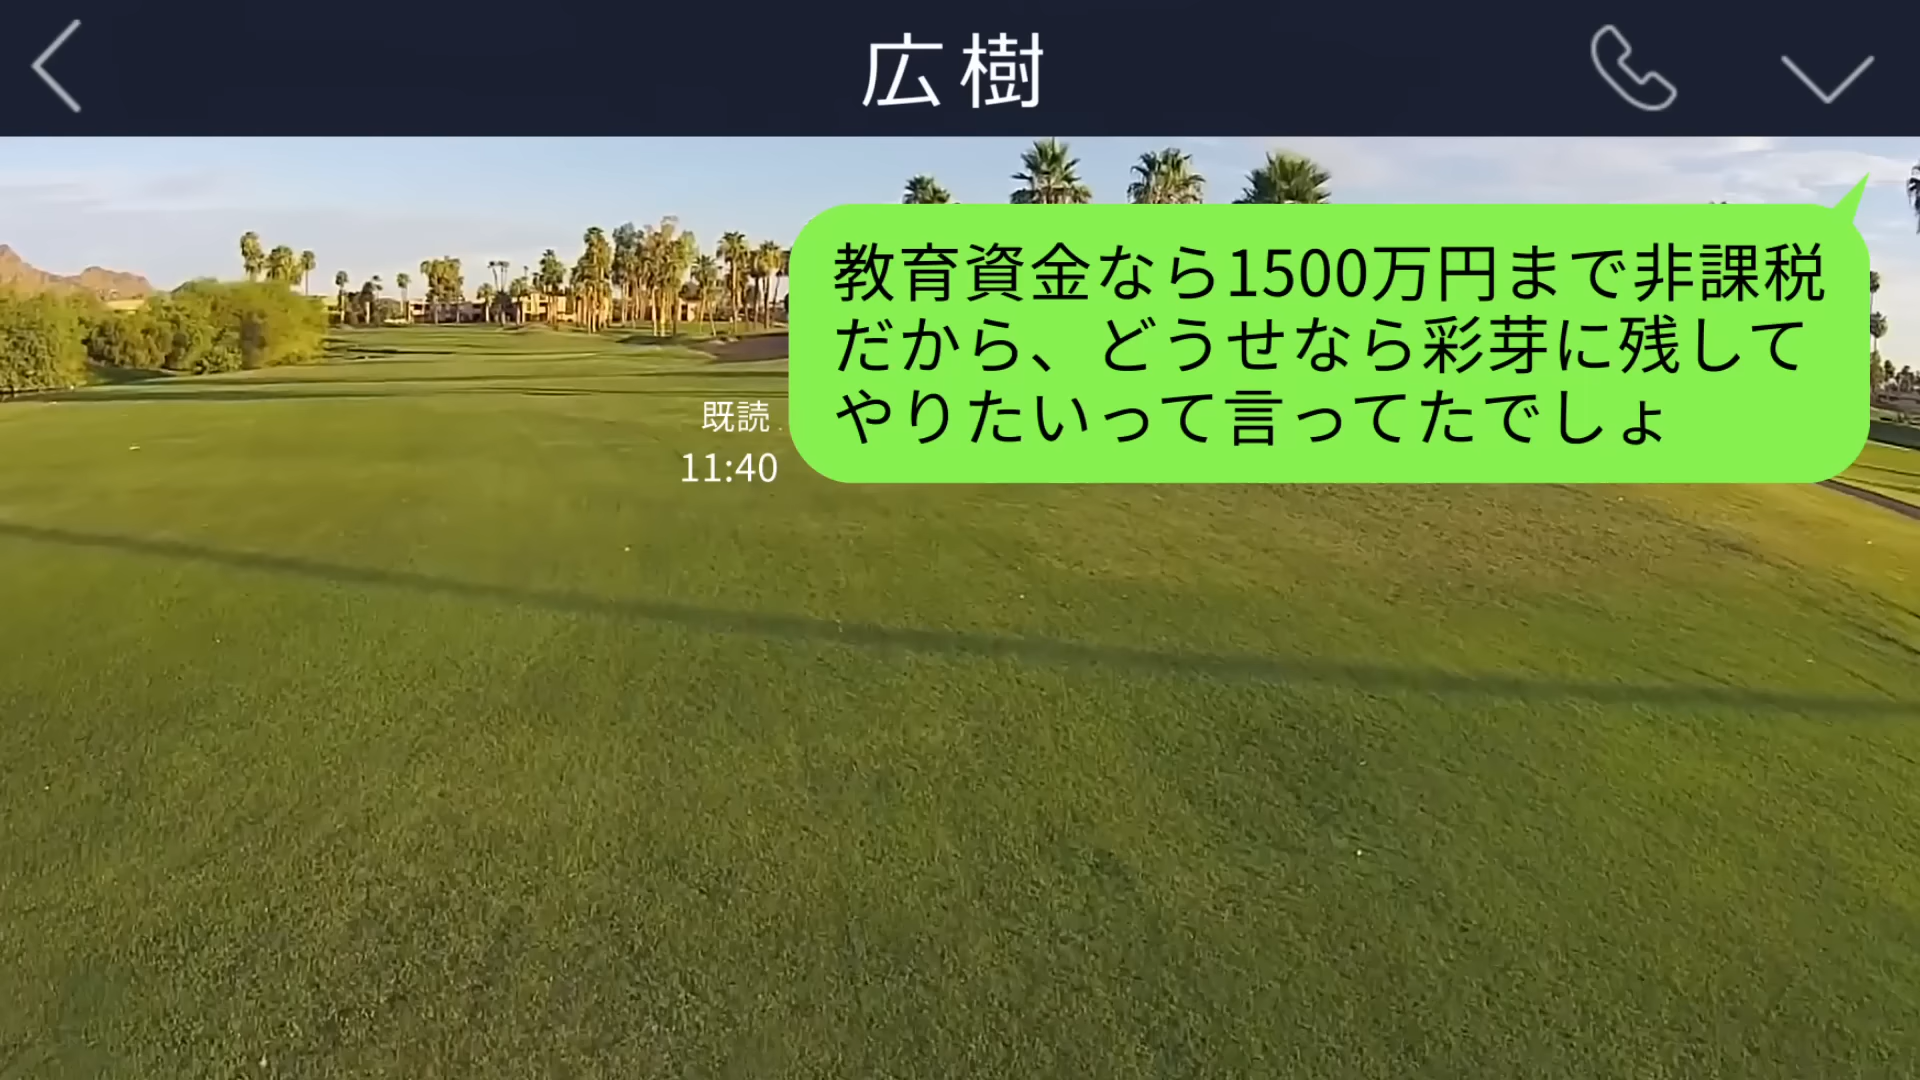 広樹
教育資金なら1500万円まで非課税
だから、どうせなら彩芽に残して
やりたいって言ってたでしょ
既読
11:40